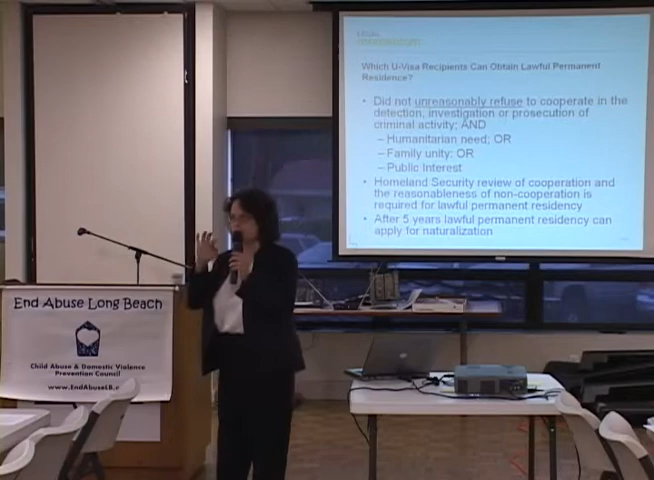 Which U-Visa Recipients Can Obtain Lawful Permanent
Residence?
• Did not unreasonably refuse to cooperate in the
detection, investigation or prosecution of
criminal activity; AND
– Humanitarian need; OR
– Family unity; OR
– Public Interest
• Homeland Security review of cooperation and
the reasonableness of non-cooperation is
required for lawful permanent residency
• After 5 years lawful permanent residency can
apply for naturalization
End Abuse Long Beach
Child Abuse & Domestic Violence
Prevention Council